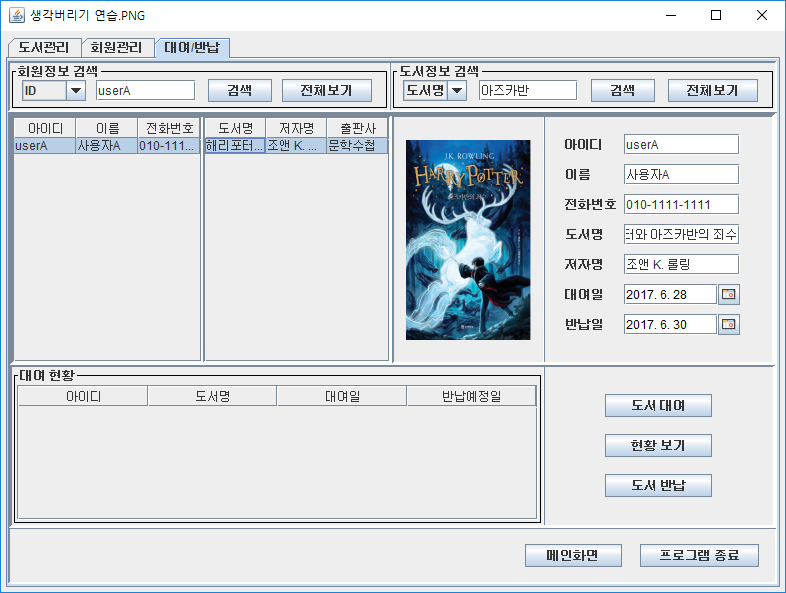 생각버리기 연습.PNG
도서관리 회원관리 대여/반납
회원정보 검색 도서정보 검색
ID userA 검색 전체보기 도서명 아즈카반 검색 전체보기
아이디 이름 전화번호 도서명 저자명 출판사
userA 사용자A 010-111... 해리포터... 조앤 K. ... 문학수첩
J.K. ROWLING
HARRY POTTER
아즈카반의 죄수
아이디 userA
이름 사용자A
전화번호 010-1111-1111
도서명 터와 아즈카반의 죄수
저자명 조앤 K. 롤링
대여일 2017. 6. 28
반납일 2017. 6. 30
대여 현황
아이디 도서명 대여일 반납예정일
도서 대여
현황 보기
도서 반납
메인화면 프로그램 종료